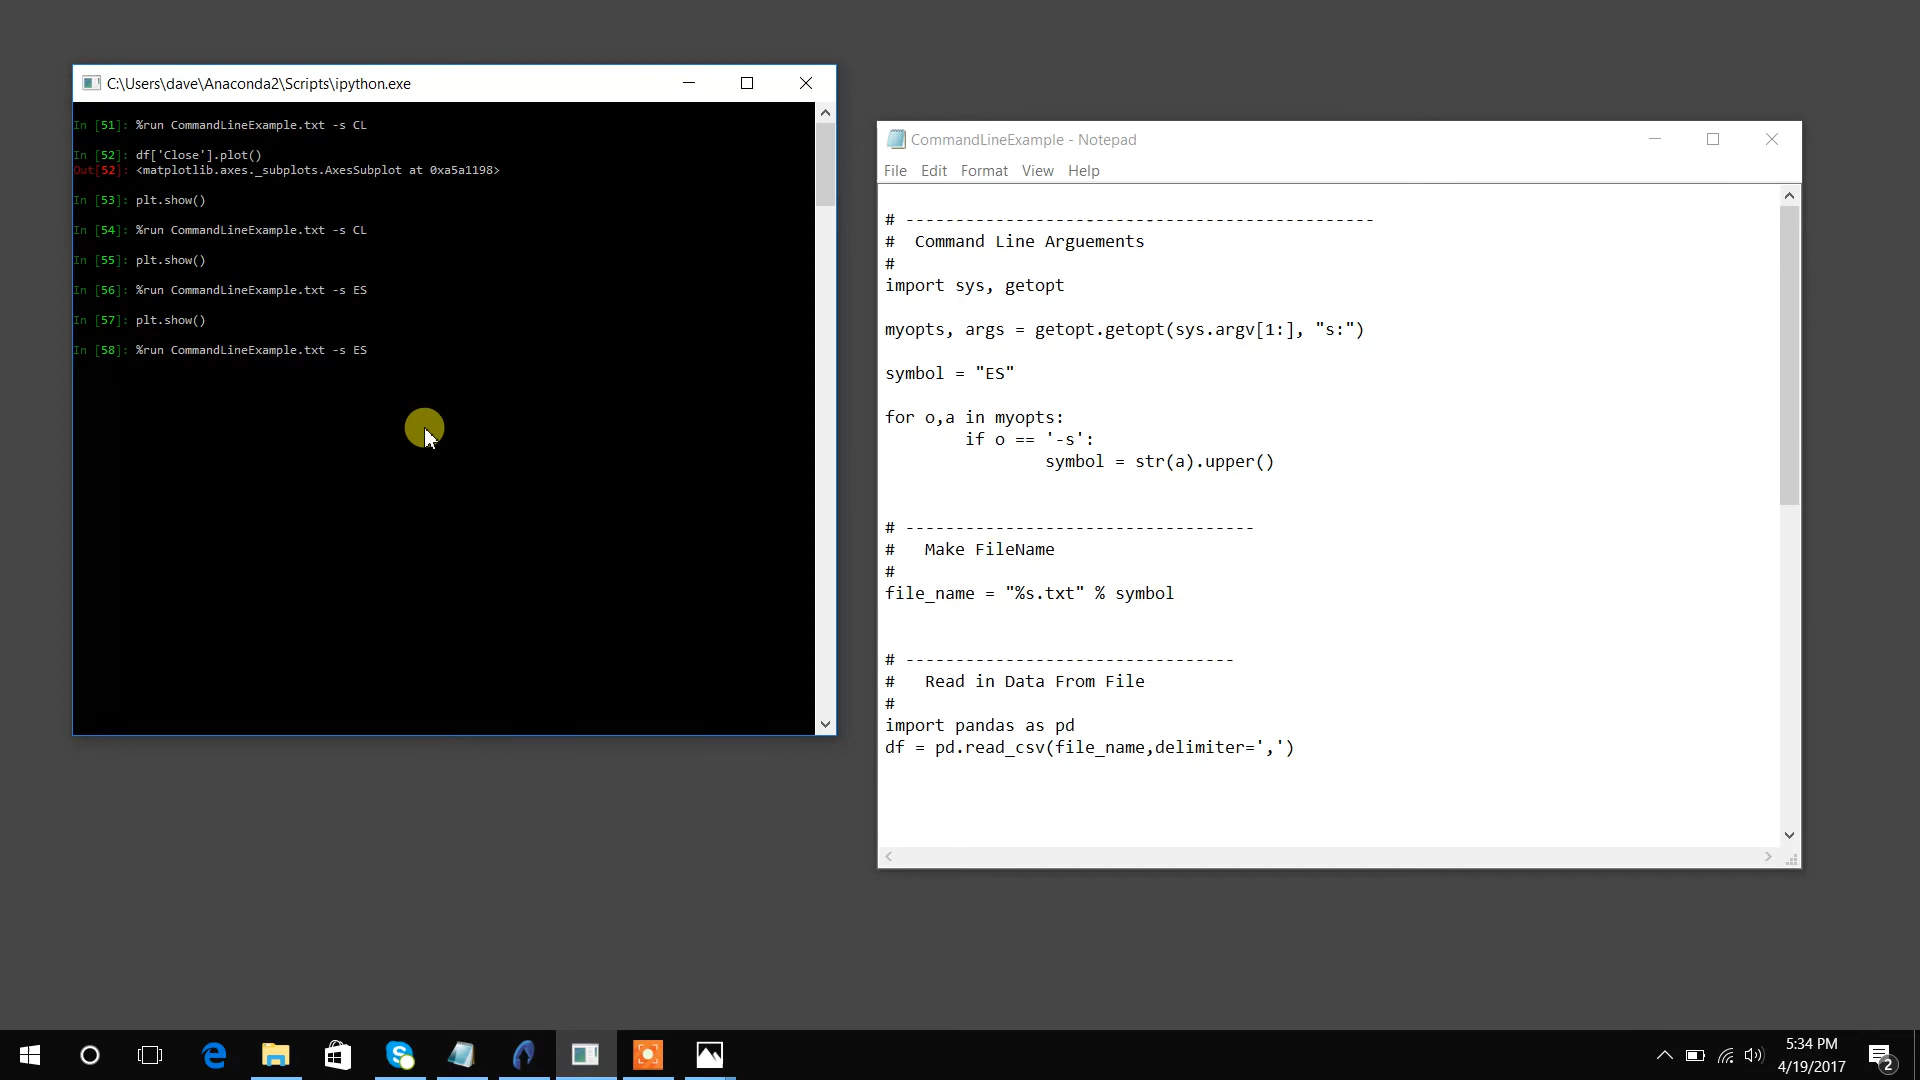 C:\Users\dave\Anaconda2\Scripts\ipython.exe
In [51]: %run CommandLineExample.txt -s CL
In [52]: df['Close'].plot()
Out[52]: <matplotlib.axes._subplots.AxesSubplot at 0xa5a1198>
In [53]: plt.show()
In [54]: %run CommandLineExample.txt -s CL
In [55]: plt.show()
In [56]: %run CommandLineExample.txt -s ES
In [57]: plt.show()
In [58]: %run CommandLineExample.txt -s ES
CommandLineExample - Notepad
File Edit Format View Help
# -----------------------------------------------
#  Command Line Arguements
#
import sys, getopt
myopts, args = getopt.getopt(sys.argv[1:], "s:")
symbol = "ES"
for o,a in myopts:
        if o == '-s':
                symbol = str(a).upper()
# -----------------------------------
#   Make FileName
#
file_name = "%s.txt" % symbol
# ---------------------------------
#   Read in Data From File
#
import pandas as pd
df = pd.read_csv(file_name,delimiter=',')
5:34 PM
4/19/2017
2